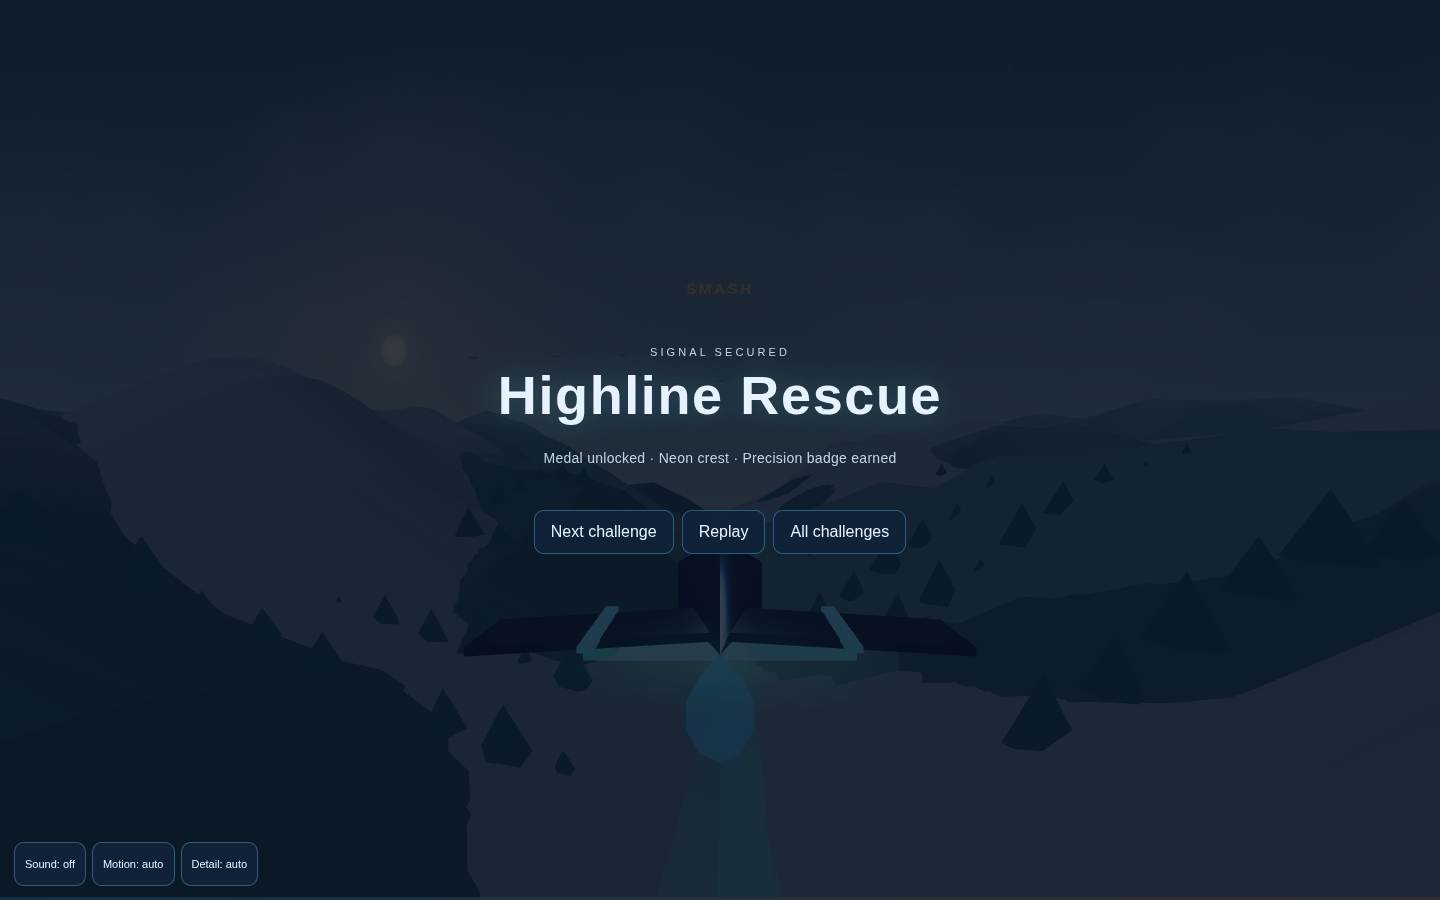 SMASH
SIGNAL SECURED
Highline Rescue
Medal unlocked · Neon crest · Precision badge earned
Next challenge Replay All challenges
Sound: off Motion: auto Detail: auto